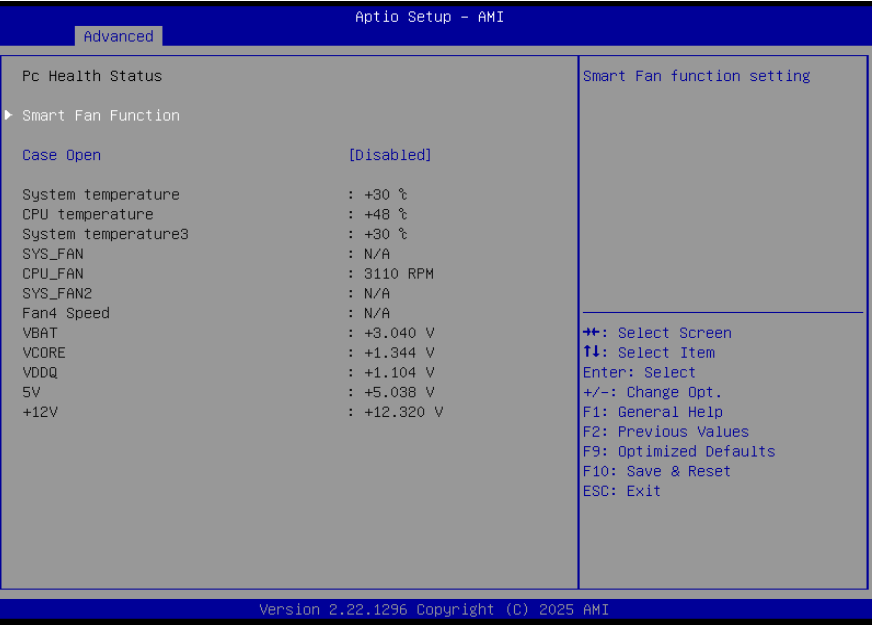 Aptio Setup – AMI
Advanced
Pc Health Status
Smart Fan Function
Case Open [Disabled]
System temperature : +30 ℃
CPU temperature : +48 ℃
System temperature3 : +30 ℃
SYS_FAN : N/A
CPU_FAN : 3110 RPM
SYS_FAN2 : N/A
Fan4 Speed : N/A
VBAT : +3.040 V
VCORE : +1.344 V
VDDQ : +1.104 V
5V : +5.038 V
+12V : +12.320 V
Smart Fan function setting
→←: Select Screen
↑↓: Select Item
Enter: Select
+/-: Change Opt.
F1: General Help
F2: Previous Values
F9: Optimized Defaults
F10: Save & Reset
ESC: Exit
Version 2.22.1296 Copyright (C) 2025 AMI